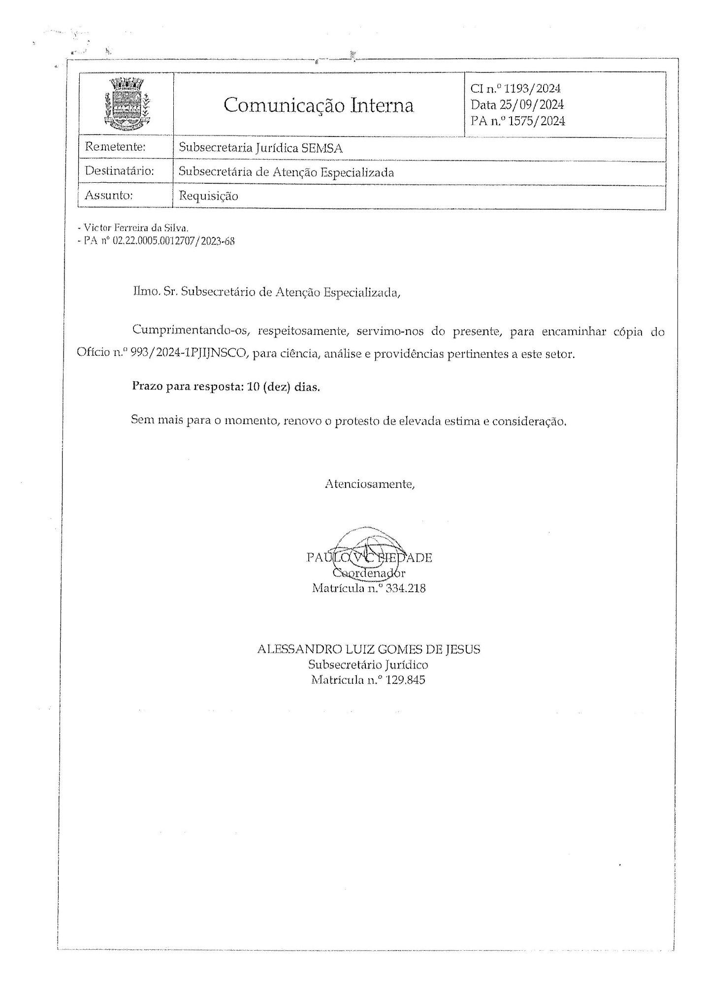 Comunicação Interna
CI n.º 1193/2024
Data 25/09/2024
PA n.º 1575/2024
Remetente: Subsecretaria Jurídica SEMSA
Destinatário: Subsecretária de Atenção Especializada
Assunto: Requisição
- Victor Ferreira da Silva.
- PA nº 02.22.0005.0012707/2023-68
Ilmo. Sr. Subsecretário de Atenção Especializada,
Cumprimentando-os, respeitosamente, servimo-nos do presente, para encaminhar cópia do
Ofício n.º 993/2024-1PJIJNSCO, para ciência, análise e providências pertinentes a este setor.
Prazo para resposta: 10 (dez) dias.
Sem mais para o momento, renovo o protesto de elevada estima e consideração.
Atenciosamente,
PAULO V C PIEDADE
Coordenador
Matrícula n.º 334.218
ALESSANDRO LUIZ GOMES DE JESUS
Subsecretário Jurídico
Matrícula n.º 129.845